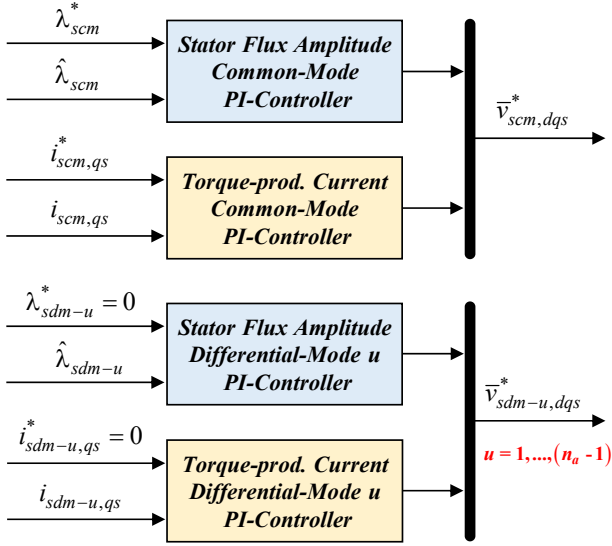 λ*scm
λ̂scm
Stator Flux Amplitude
Common-Mode
PI-Controller
i*scm,qs
iscm,qs
Torque-prod. Current
Common-Mode
PI-Controller
v̅*scm,dqs
λ*sdm−u = 0
λ̂sdm−u
Stator Flux Amplitude
Differential-Mode u
PI-Controller
i*sdm−u,qs = 0
isdm−u,qs
Torque-prod. Current
Differential-Mode u
PI-Controller
v̅*sdm−u,dqs
u = 1,...,(na - 1)